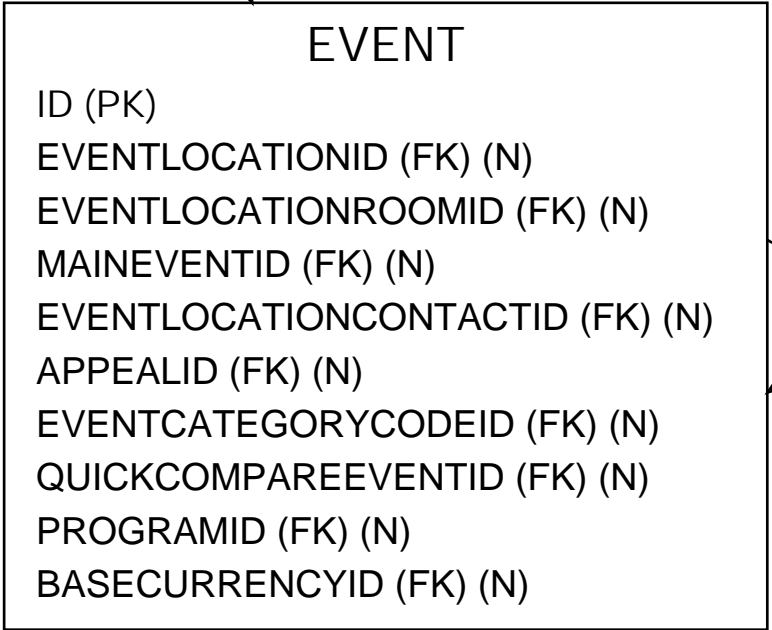 EVENT
ID (PK)
EVENTLOCATIONID (FK) (N)
EVENTLOCATIONROOMID (FK) (N)
MAINEVENTID (FK) (N)
EVENTLOCATIONCONTACTID (FK) (N)
APPEALID (FK) (N)
EVENTCATEGORYCODEID (FK) (N)
QUICKCOMPAREEVENTID (FK) (N)
PROGRAMID (FK) (N)
BASECURRENCYID (FK) (N)